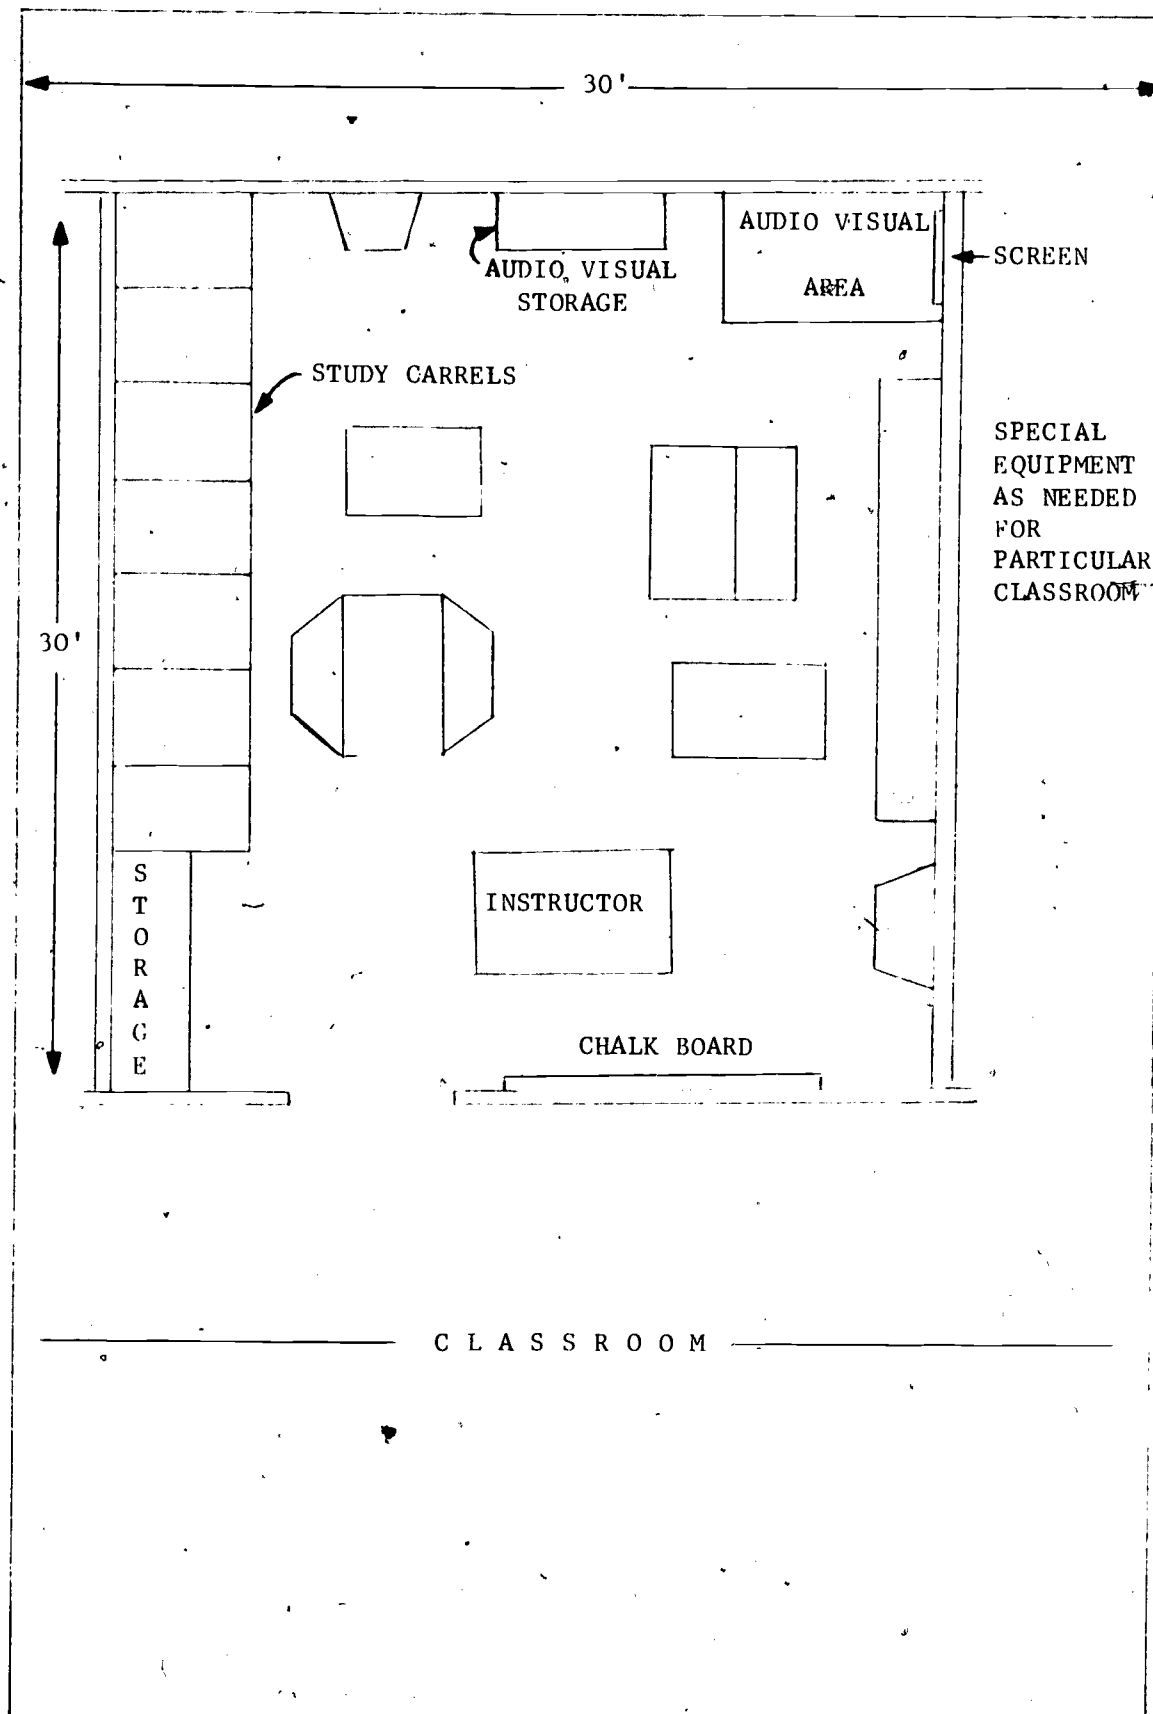 30'
AUDIO VISUAL
AREA
SCREEN
AUDIO VISUAL
STORAGE
STUDY CARRELS
SPECIAL
EQUIPMENT
AS NEEDED
FOR
PARTICULAR
CLASSROOM
30'
INSTRUCTOR
STORAGE
CHALK BOARD
CLASSROOM